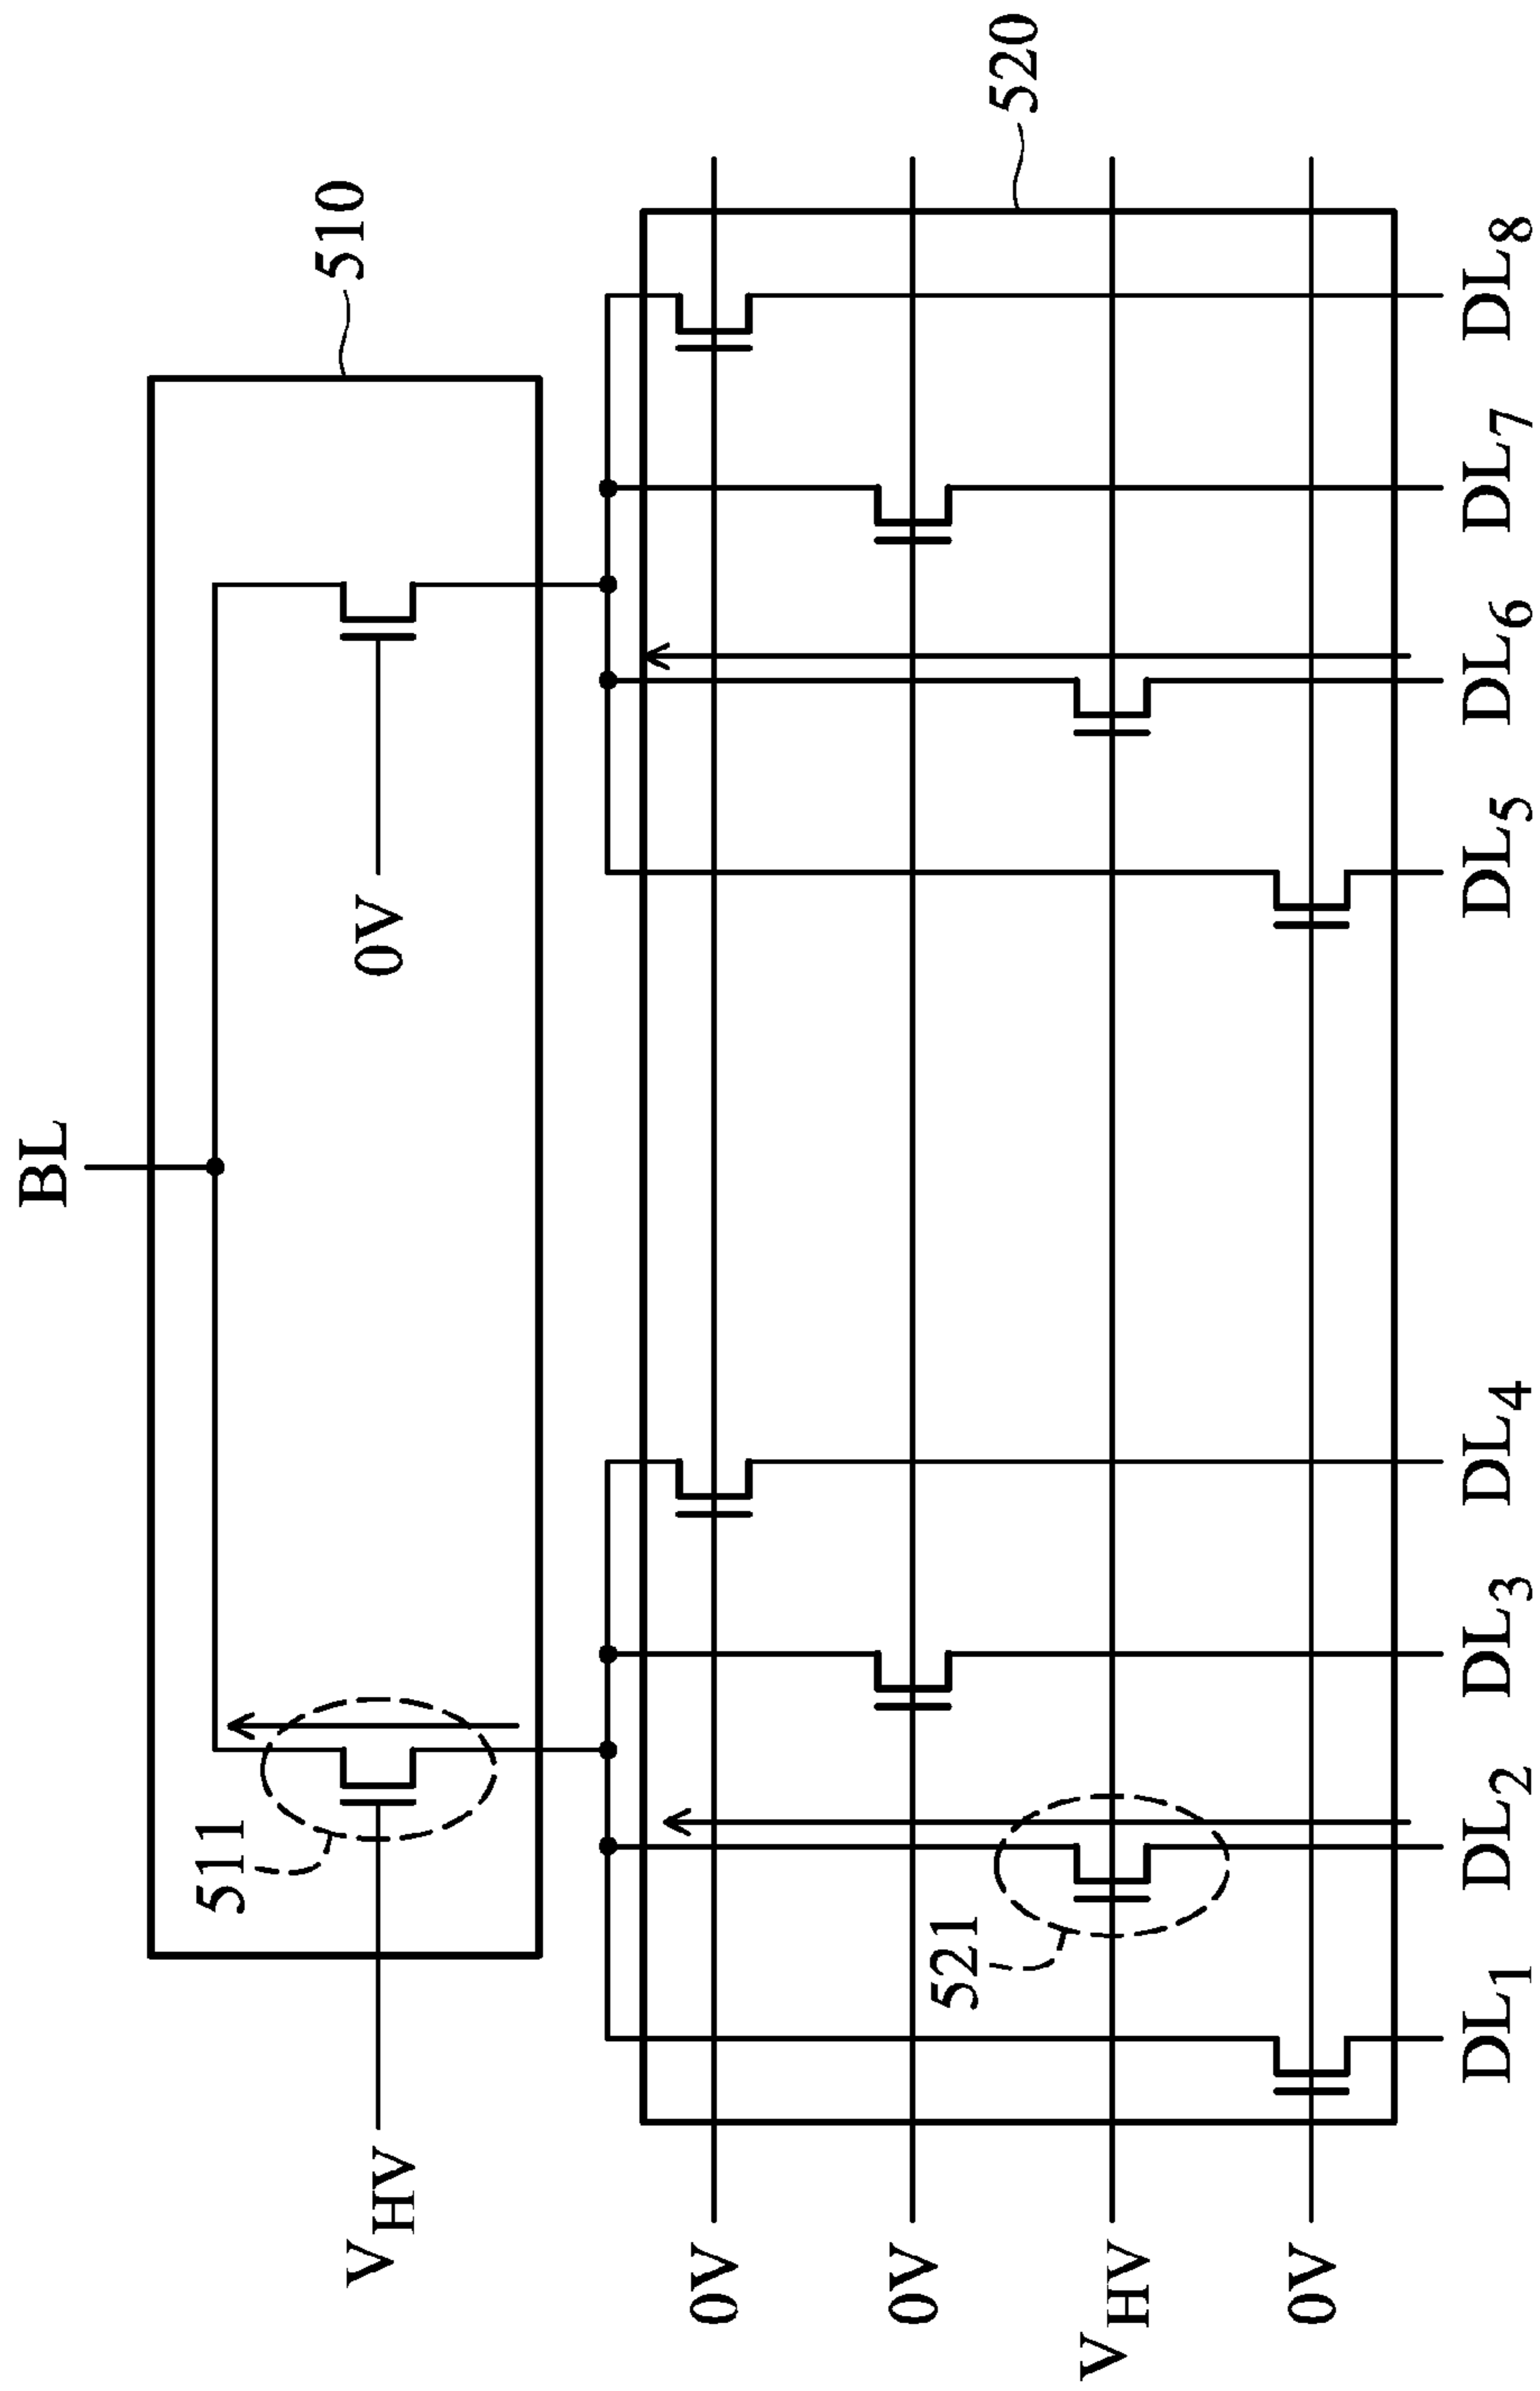 BL
510
511
V_HV
0V
520
0V
0V
521
V_HV
0V
DL_1
DL_2
DL_3
DL_4
DL_5
DL_6
DL_7
DL_8